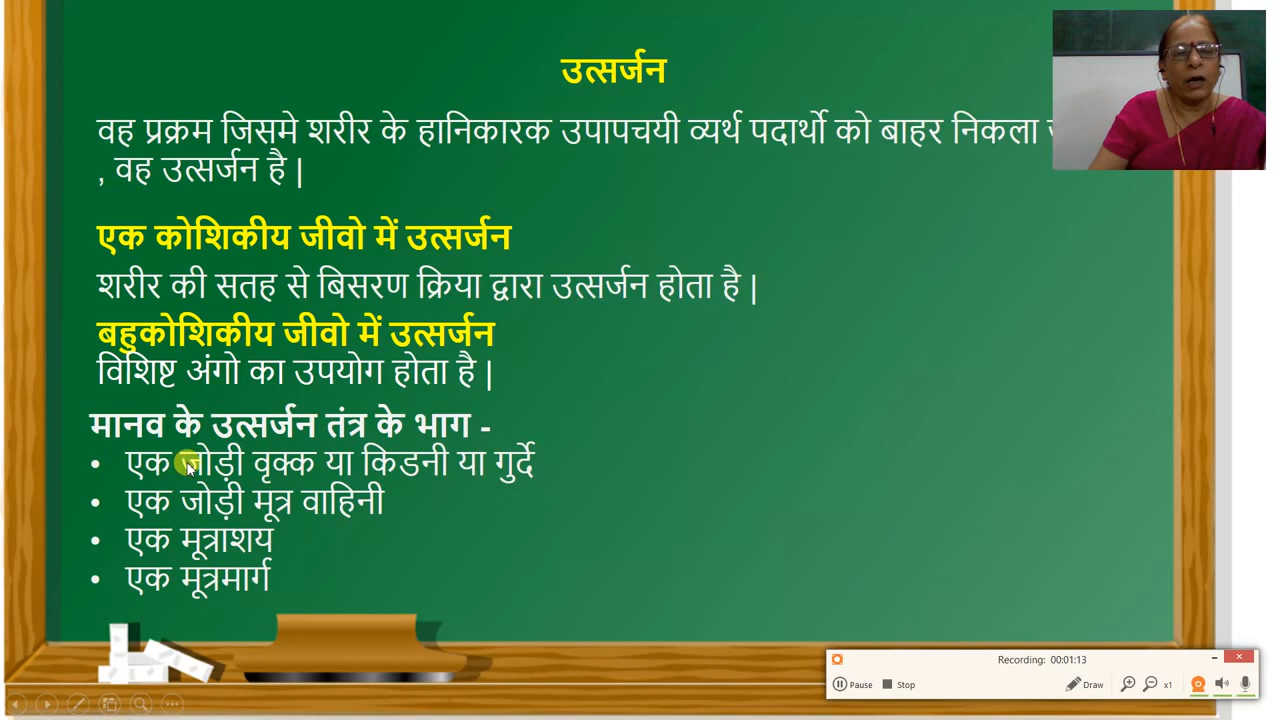 उत्सर्जन
वह प्रक्रम जिसमे शरीर के हानिकारक उपापचयी व्यर्थ पदार्थो को बाहर निकला
, वह उत्सर्जन है |
एक कोशिकीय जीवो में उत्सर्जन
शरीर की सतह से बिसरण क्रिया द्वारा उत्सर्जन होता है |
बहुकोशिकीय जीवो में उत्सर्जन
विशिष्ट अंगो का उपयोग होता है |
मानव के उत्सर्जन तंत्र के भाग -
• एक जोड़ी वृक्क या किडनी या गुर्दे
• एक जोड़ी मूत्र वाहिनी
• एक मूत्राशय
• एक मूत्रमार्ग
Recording: 00:01:13
Pause Stop Draw x1